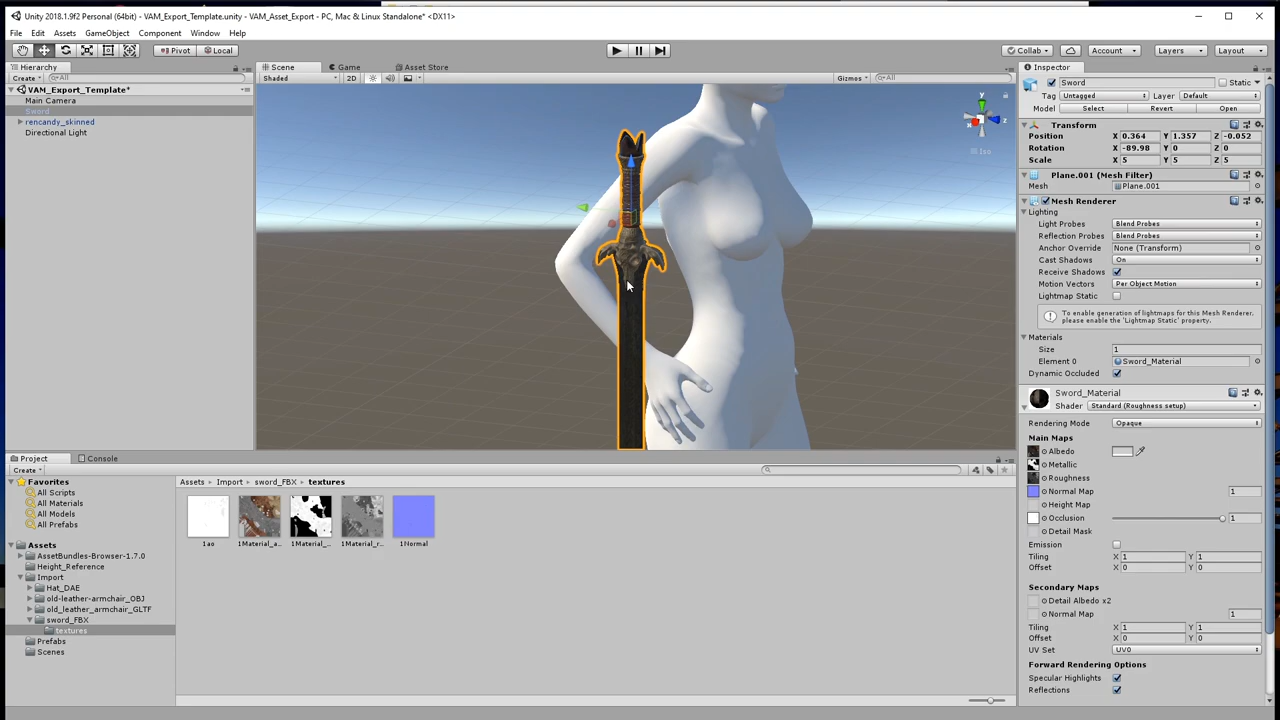 Unity 2018.1.9f2 Personal (64bit) - VAM_Export_Template.unity - VAM_Asset_Export - PC, Mac & Linux Standalone* <DX11>
File Edit Assets GameObject Component Window Help
Pivot Local Collab Account Layers Layout
Hierarchy
Create All
VAM_Export_Template*
Main Camera
Sword
rencandy_skinned
Directional Light
Scene Game Asset Store
Shaded 2D Gizmos All
y
x
z
Iso
Inspector
Sword Static
Tag Untagged Layer Default
Model Select Revert Open
Transform
Position X 0.364 Y 1.357 Z -0.052
Rotation X -89.98 Y 0 Z 0
Scale X 5 Y 5 Z 5
Plane.001 (Mesh Filter)
Mesh Plane.001
Mesh Renderer
Lighting
Light Probes Blend Probes
Reflection Probes Blend Probes
Anchor Override None (Transform)
Cast Shadows On
Receive Shadows
Motion Vectors Per Object Motion
Lightmap Static
To enable generation of lightmaps for this Mesh Renderer,
please enable the 'Lightmap Static' property.
Materials
Size 1
Element 0 Sword_Material
Dynamic Occluded
Sword_Material
Shader Standard (Roughness setup)
Rendering Mode Opaque
Main Maps
Albedo
Metallic
Roughness
Normal Map 1
Height Map
Occlusion 1
Detail Mask
Emission
Tiling X 1 Y 1
Offset X 0 Y 0
Secondary Maps
Detail Albedo x2
Normal Map 1
Tiling X 1 Y 1
Offset X 0 Y 0
UV Set UV0
Forward Rendering Options
Specular Highlights
Reflections
Project Console
Create
Favorites
All Scripts
All Materials
All Models
All Prefabs
Assets
AssetBundles-Browser-1.7.0
Height_Reference
Import
Hat_DAE
old-leather-armchair_OBJ
old_leather_armchair_GLTF
sword_FBX
textures
Prefabs
Scenes
Assets Import sword_FBX textures
1ao 1Material_a... 1Material_... 1Material_r... 1Normal